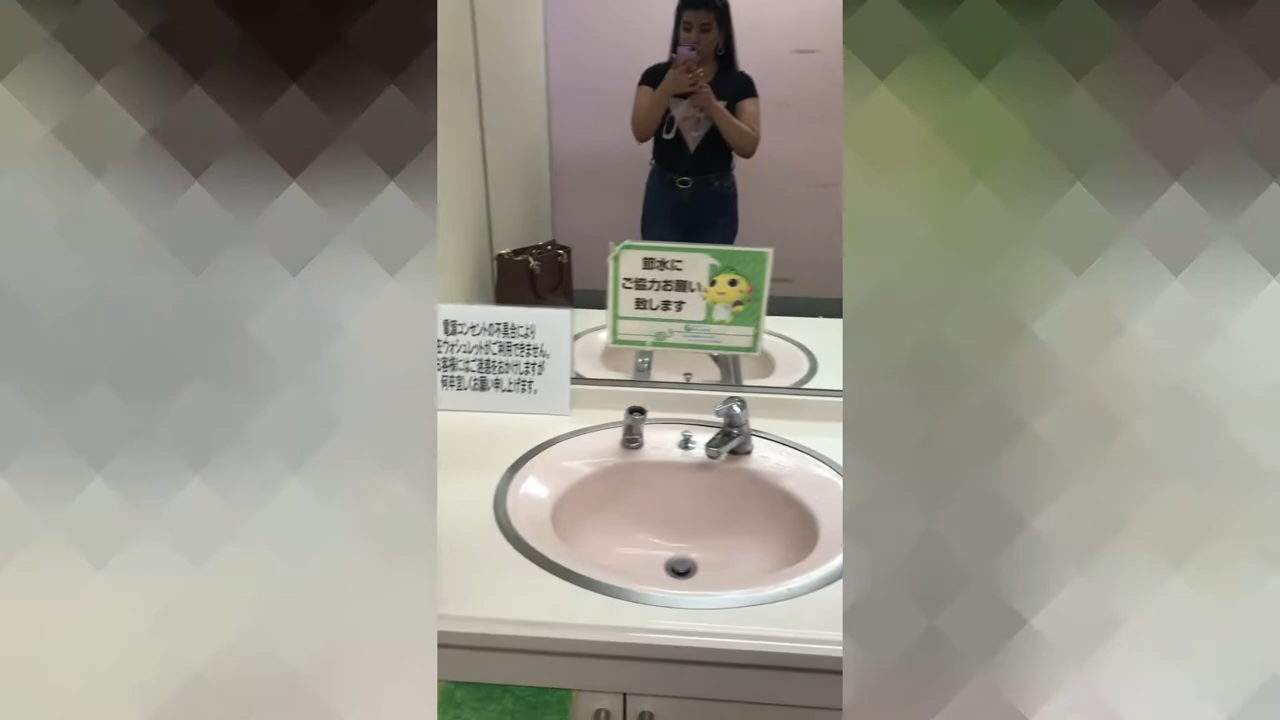 節水に
ご協力お願い
致します
電源コンセントの不具合により
ウォシュレットがご利用できません。
お客様にはご迷惑をおかけしますが
何卒宜しくお願い申し上げます。